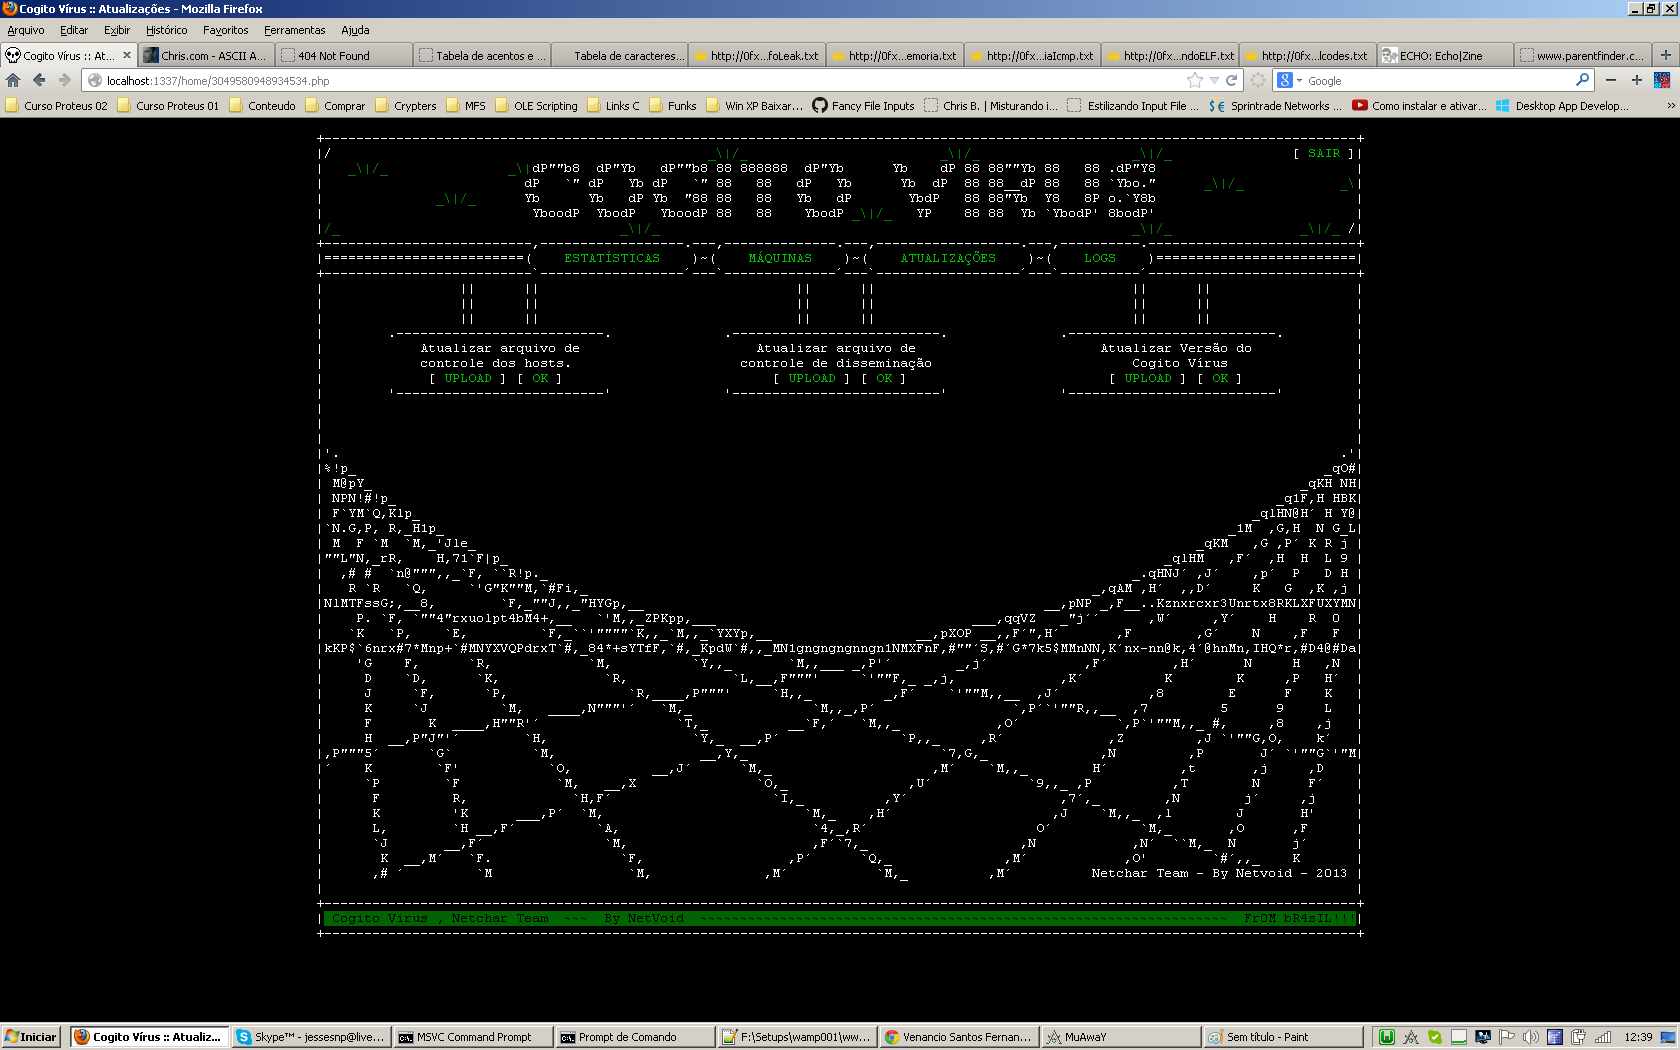 Cogito Vírus :: Atualizações - Mozilla Firefox
Arquivo Editar Exibir Histórico Favoritos Ferramentas Ajuda
Cogito Vírus :: At... Chris.com - ASCII A... 404 Not Found Tabela de acentos e ... Tabela de caracteres... http://0fx...foLeak.txt http://0fx...emoria.txt http://0fx...iaIcmp.txt http://0fx...ndoELF.txt http://0fx...lcodes.txt ECHO: Echo|Zine www.parentfinder.c...
localhost:1337/home/3049580948934534.php
Google
Curso Proteus 02 Curso Proteus 01 Conteudo Comprar Crypters MFS OLE Scripting Links C Funks Win XP Baixar... Fancy File Inputs Chris B. | Misturando i... Estilizando Input File ... Sprintrade Networks ... Como instalar e ativar... Desktop App Develop... »
[ SAIR ]
COGITO VIRUS
ESTATÍSTICAS )~( MÁQUINAS )~( ATUALIZAÇÕES )~( LOGS
Atualizar arquivo de
controle dos hosts.
[ UPLOAD ] [ OK ]
Atualizar arquivo de
controle de disseminação
[ UPLOAD ] [ OK ]
Atualizar Versão do
Cogito Vírus
[ UPLOAD ] [ OK ]
Netchar Team - By Netvoid - 2013
Cogito Virus , Netchar Team ~~~ By NetVoid
Fr0M bR4sIL!!!
Iniciar Cogito Vírus :: Atualiz... Skype™ - jessesnp@live... MSVC Command Prompt Prompt de Comando F:\Setups\wamp001\ww... Venancio Santos Fernan... MuAwaY Sem título - Paint 12:39